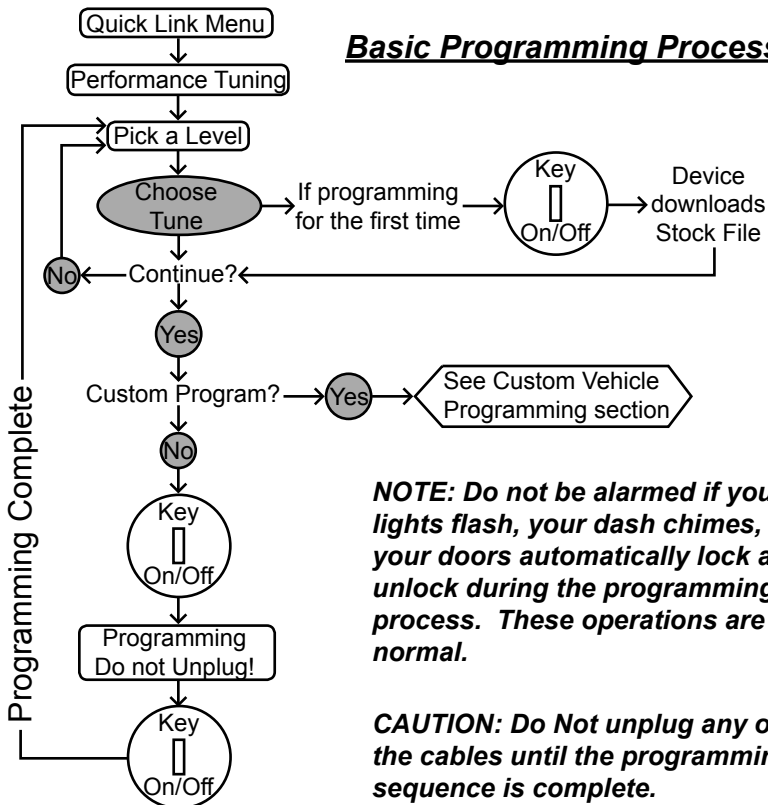 Quick Link Menu
Basic Programming Process
Performance Tuning
Pick a Level
Choose
Tune
If programming
for the first time
Key
On/Off
Device
downloads
Stock File
No
Continue?
Yes
Custom Program?
Yes
See Custom Vehicle
Programming section
No
Key
On/Off
Programming
Do not Unplug!
Key
On/Off
Programming Complete
NOTE: Do not be alarmed if you
lights flash, your dash chimes,
your doors automatically lock a
unlock during the programming
process. These operations are
normal.
CAUTION: Do Not unplug any o
the cables until the programmin
sequence is complete.